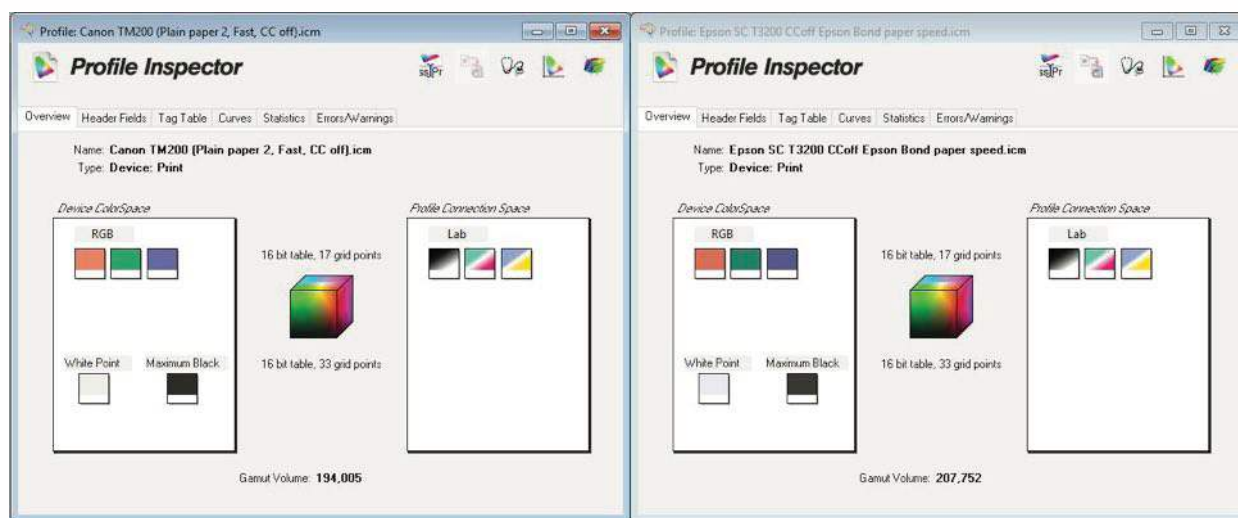 Profile: Canon TM200 (Plain paper 2, Fast, CC off).icm
Profile Inspector
Overview Header Fields Tag Table Curves Statistics Errors/Warnings
Name: Canon TM200 (Plain paper 2, Fast, CC off).icm
Type: Device: Print
Device ColorSpace
Profile Connection Space
RGB
Lab
16 bit table, 17 grid points
White Point Maximum Black
16 bit table, 33 grid points
Gamut Volume: 194,005
Profile: Epson SC T3200 CCoff Epson Bond paper speed.icm
Profile Inspector
Overview Header Fields Tag Table Curves Statistics Errors/Warnings
Name: Epson SC T3200 CCoff Epson Bond paper speed.icm
Type: Device: Print
Device ColorSpace
Profile Connection Space
RGB
Lab
16 bit table, 17 grid points
White Point Maximum Black
16 bit table, 33 grid points
Gamut Volume: 207,752